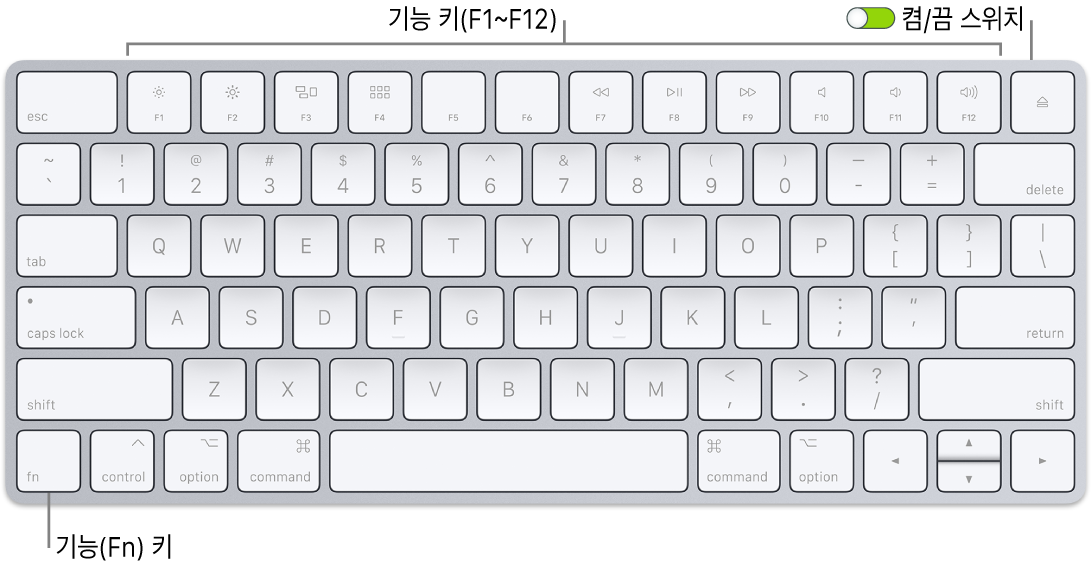 기능 키(F1~F12)
켬/끔 스위치
esc F1 F2 F3 F4 F5 F6 F7 F8 F9 F10 F11 F12
~ ! @ # $ % ^ & * ( ) — +
` 1 2 3 4 5 6 7 8 9 0 - = delete
tab Q W E R T Y U I O P { [ } ] | \
caps lock A S D F G H J K L : ; " ' return
shift Z X C V B N M < , > . ? / shift
fn control option command command option
기능(Fn) 키